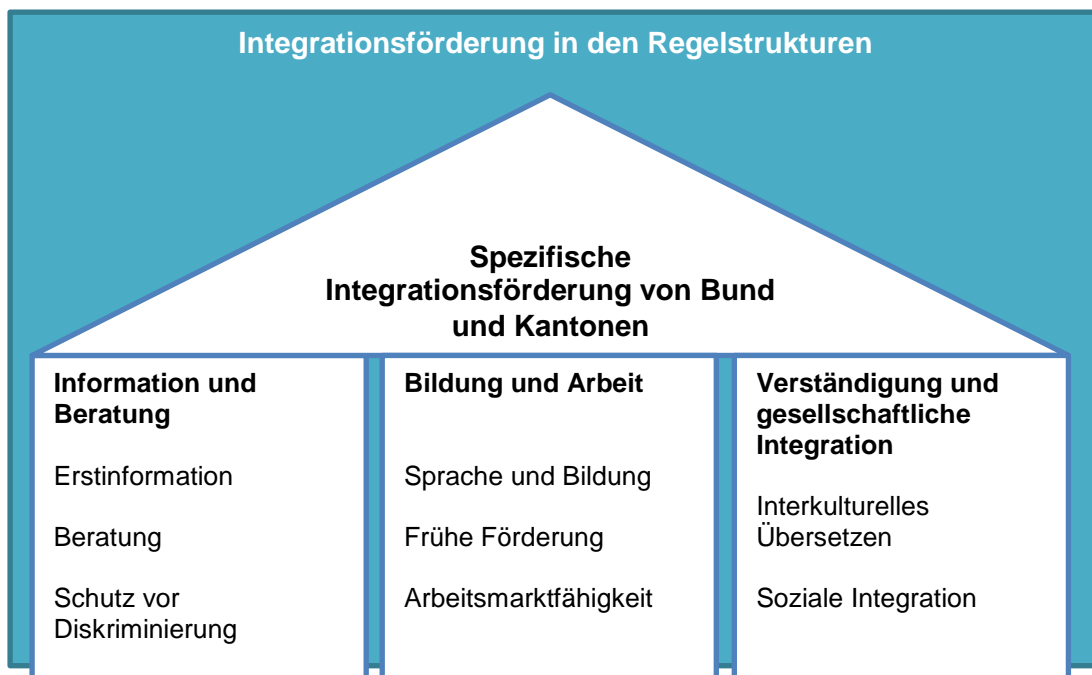 Integrationsförderung in den Regelstrukturen
Spezifische
Integrationsförderung von Bund
und Kantonen
Information und
Beratung
Erstinformation
Beratung
Schutz vor
Diskriminierung
Bildung und Arbeit
Sprache und Bildung
Frühe Förderung
Arbeitsmarktfähigkeit
Verständigung und
gesellschaftliche
Integration
Interkulturelles
Übersetzen
Soziale Integration